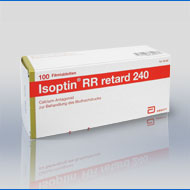 100 Filmtabletten
Isoptin® RR retard 240
Calcium-Antagonist
zur Behandlung des Bluthochdrucks